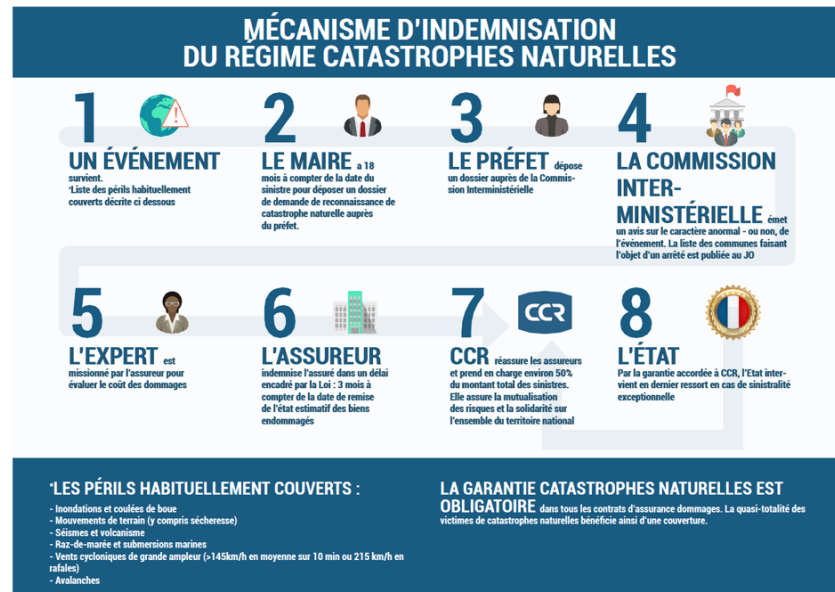 MÉCANISME D'INDEMNISATION
DU RÉGIME CATASTROPHES NATURELLES
1
UN ÉVÉNEMENT
survient.
*Liste des périls habituellement
couverts décrite ci dessous
2
LE MAIRE a 18
mois à compter de la date du
sinistre pour déposer un dossier
de demande de reconnaissance de
catastrophe naturelle auprès
du préfet.
3
LE PRÉFET dépose
un dossier auprès de la Commis-
sion Interministérielle
4
LA COMMISSION
INTER-
MINISTÉRIELLE émet
un avis sur le caractère anormal - ou non, de
l'événement. La liste des communes faisant
l'objet d'un arrêté est publiée au JO
5
L'EXPERT est
missionné par l'assureur pour
évaluer le coût des dommages
6
L'ASSUREUR
indemnise l'assuré dans un délai
encadré par la Loi : 3 mois à
compter de la date de remise
de l'état estimatif des biens
endommagés
7
CCR
CCR réassure les assureurs
et prend en charge environ 50%
du montant total des sinistres.
Elle assure la mutualisation
des risques et la solidarité sur
l'ensemble du territoire national
8
L'ÉTAT
Par la garantie accordée à CCR, l'Etat inter-
vient en dernier ressort en cas de sinistralité
exceptionnelle
*LES PÉRILS HABITUELLEMENT COUVERTS :
- Inondations et coulées de boue
- Mouvements de terrain (y compris sécheresse)
- Séismes et volcanisme
- Raz-de-marée et submersions marines
- Vents cycloniques de grande ampleur (>145km/h en moyenne sur 10 min ou 215 km/h en
rafales)
- Avalanches
LA GARANTIE CATASTROPHES NATURELLES EST
OBLIGATOIRE dans tous les contrats d'assurance dommages. La quasi-totalité des
victimes de catastrophes naturelles bénéficie ainsi d'une couverture.